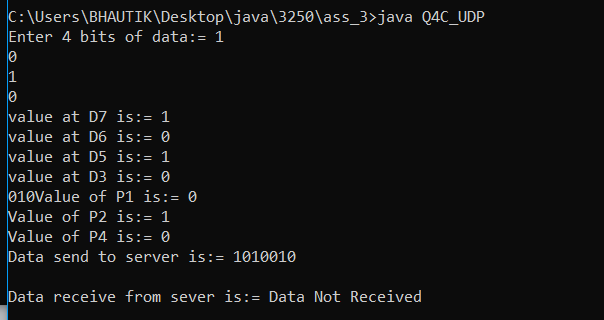 C:\Users\BHAUTIK\Desktop\java\3250\ass_3>java Q4C_UDP
Enter 4 bits of data:= 1
0
1
0
value at D7 is:= 1
value at D6 is:= 0
value at D5 is:= 1
value at D3 is:= 0
010Value of P1 is:= 0
Value of P2 is:= 1
Value of P4 is:= 0
Data send to server is:= 1010010
Data receive from sever is:= Data Not Received